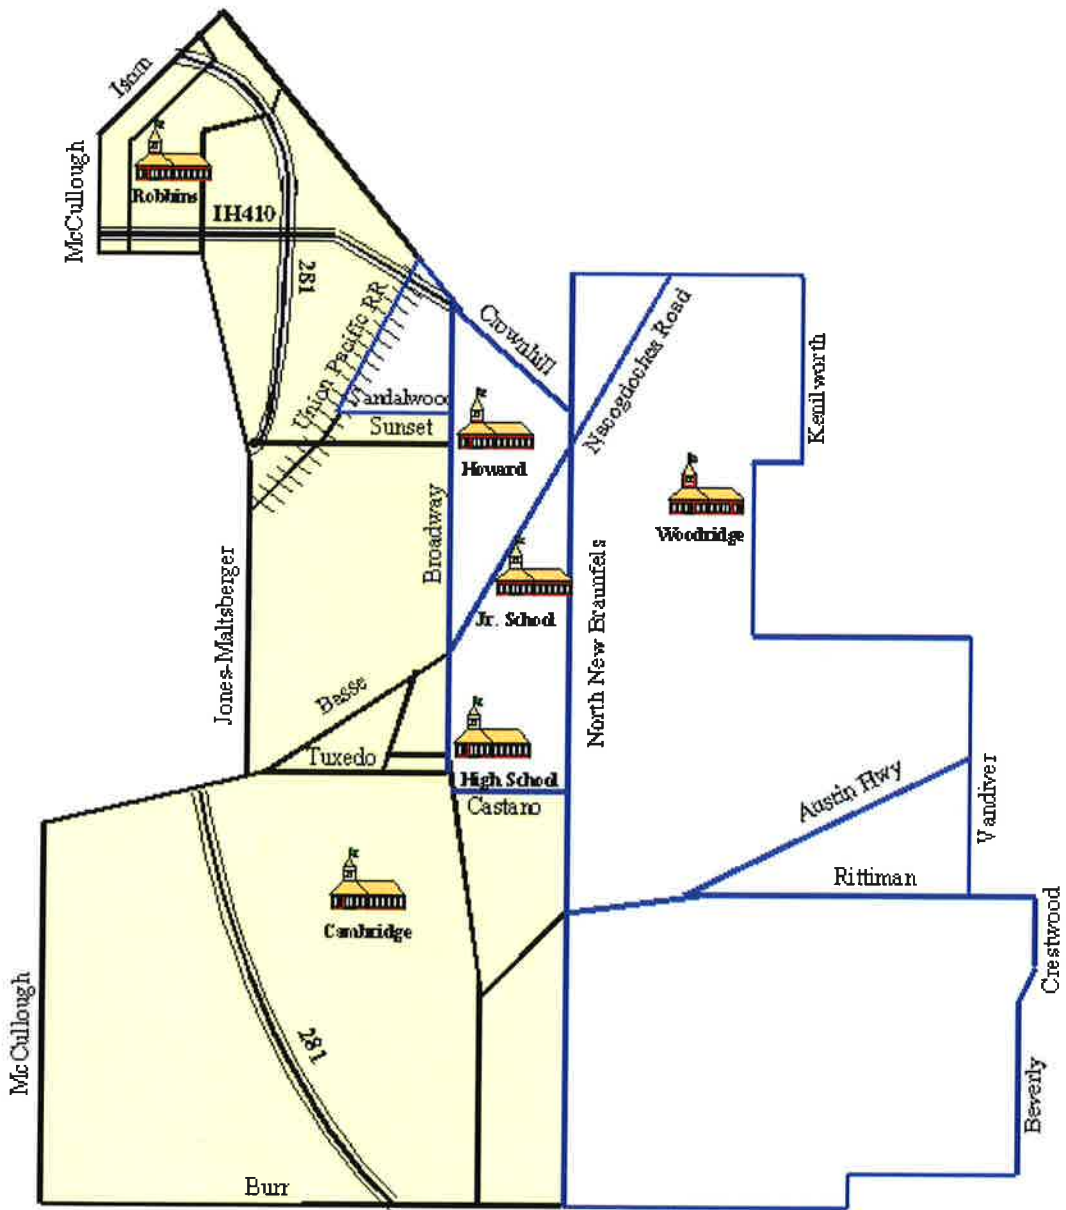 Isom
McCullough
Robbins
IH410
281
Union Pacific RR
Crownhill
Nacogdoches Road
Kenilworth
Sunset
Howard
Woodridge
Broadway
Jr. School
North New Braunfels
Jones-Maltsberger
Basse
Tuxedo
High School
Castano
Austin Hwy
Vandiver
Rittiman
Cambridge
Crestwood
McCullough
281
Beverly
Burr